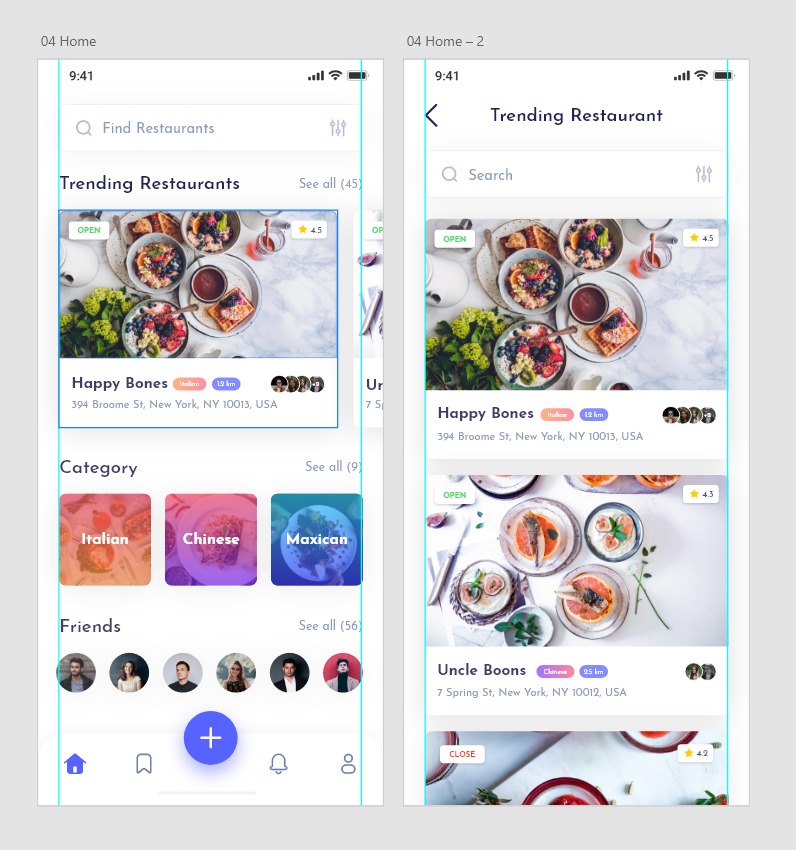 04 Home
9:41
Find Restaurants
Trending Restaurants See all (45)
OPEN 4.5 OP
Happy Bones Italian 1.2 km +2 Un
394 Broome St, New York, NY 10013, USA 7 Sp
Category See all (9)
Italian Chinese Maxican
Friends See all (56)
04 Home – 2
9:41
Trending Restaurant
Search
OPEN 4.5
Happy Bones Italian 1.2 km +2
394 Broome St, New York, NY 10013, USA
OPEN 4.3
Uncle Boons Chinese 2.5 km
7 Spring St, New York, NY 10012, USA
CLOSE 4.2